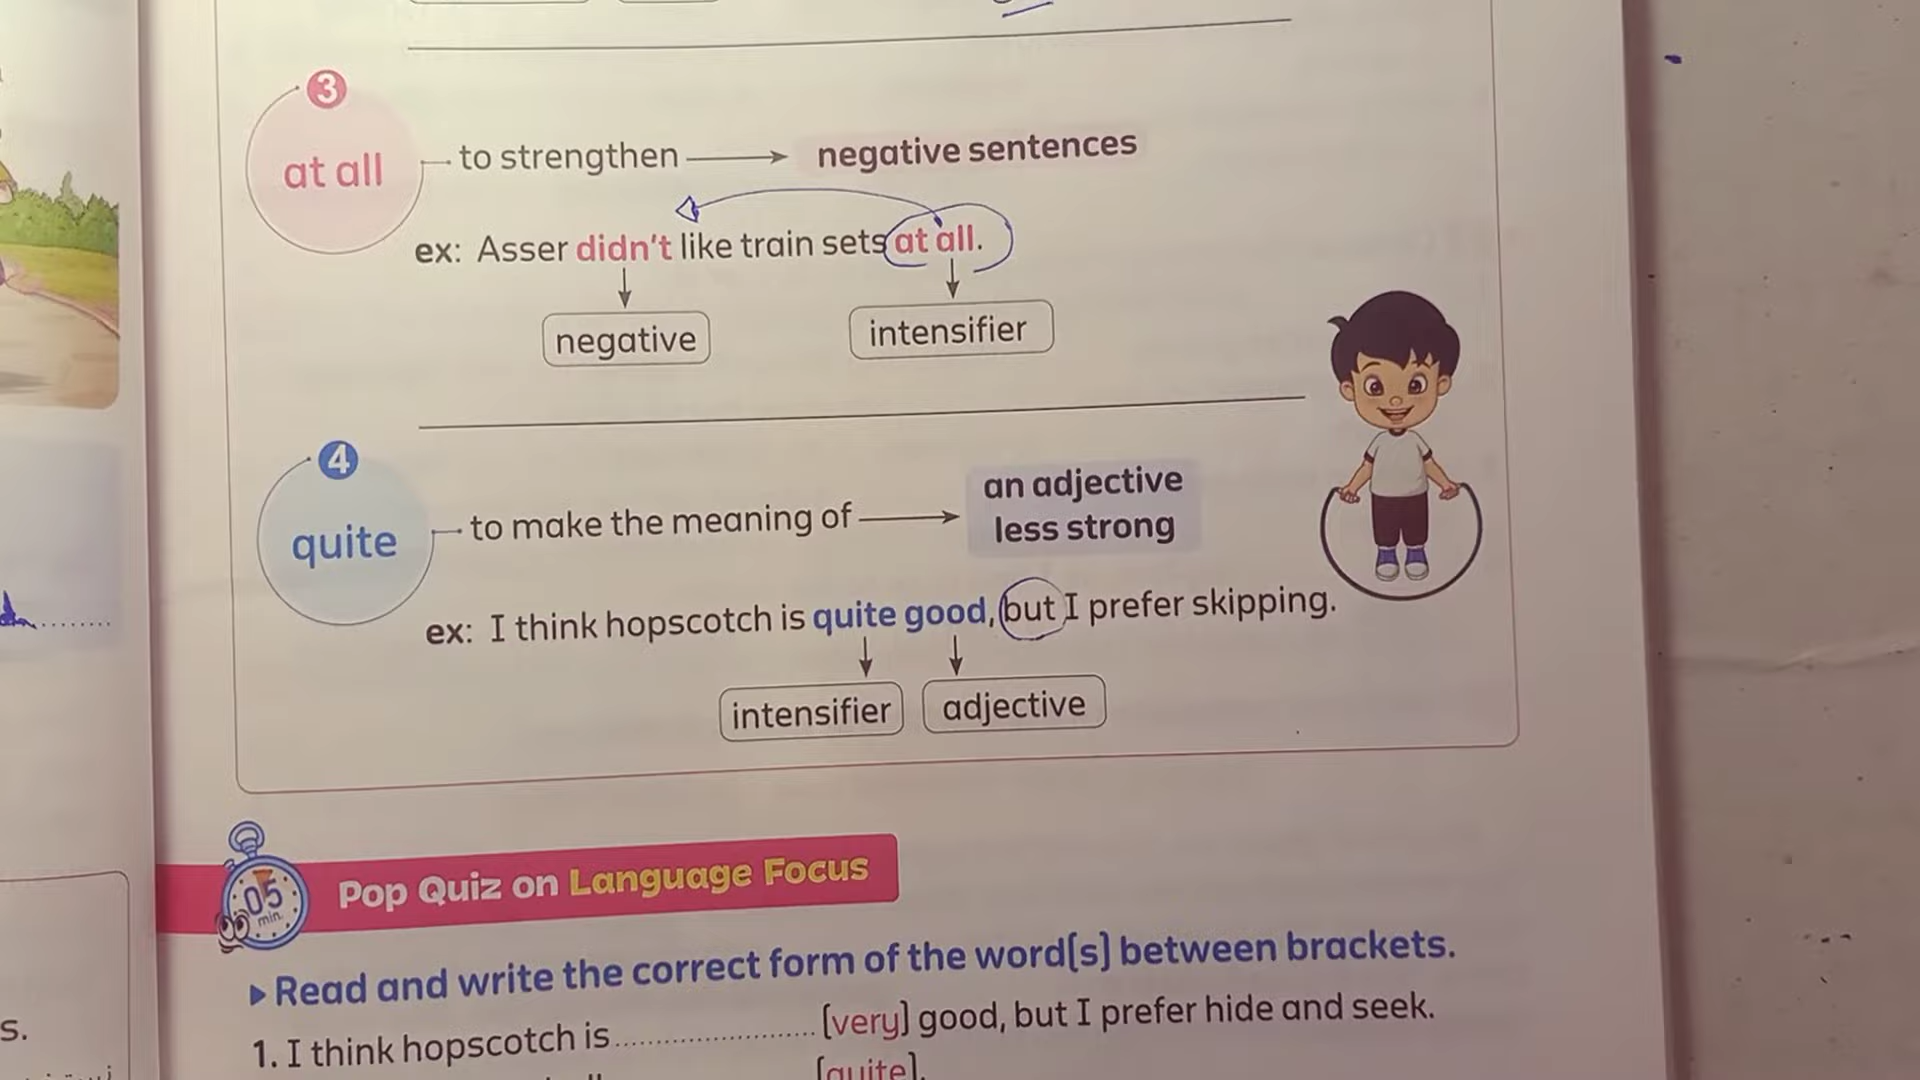 3
at all
to strengthen
negative sentences
ex: Asser didn't like train sets at all.
negative
intensifier
4
quite
to make the meaning of
an adjective
less strong
ex: I think hopscotch is quite good, but I prefer skipping.
intensifier
adjective
05
min.
Pop Quiz on Language Focus
Read and write the correct form of the word[s] between brackets.
s.
1. I think hopscotch is .................... [very] good, but I prefer hide and seek.
[quite].